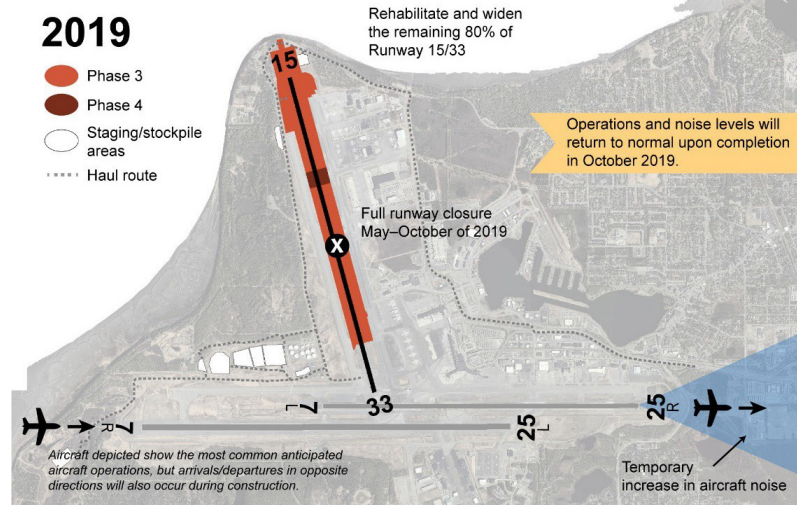 2019
Phase 3
Phase 4
Staging/stockpile
areas
Haul route
Rehabilitate and widen
the remaining 80% of
Runway 15/33
15
Operations and noise levels will
return to normal upon completion
in October 2019.
Full runway closure
May–October of 2019
X
33
L
7
25
R
R
7
25
L
Aircraft depicted show the most common anticipated
aircraft operations, but arrivals/departures in opposite
directions will also occur during construction.
Temporary
increase in aircraft noise